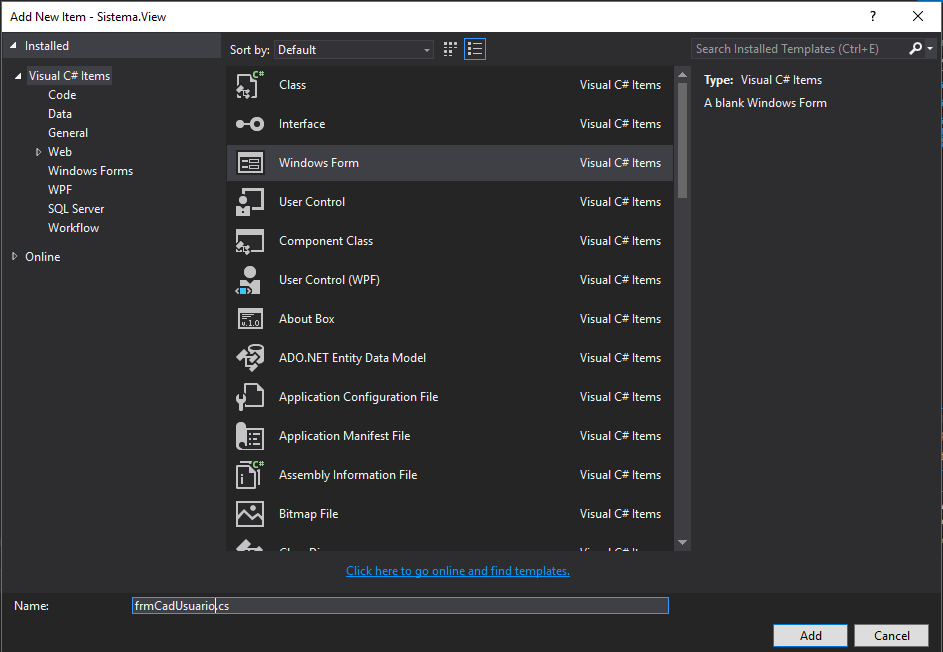 Add New Item - Sistema.View
?
Installed
Sort by: Default
Search Installed Templates (Ctrl+E)
Visual C# Items
Code
Data
General
Web
Windows Forms
WPF
SQL Server
Workflow
Online
Class Visual C# Items
Interface Visual C# Items
Windows Form Visual C# Items
User Control Visual C# Items
Component Class Visual C# Items
User Control (WPF) Visual C# Items
About Box Visual C# Items
ADO.NET Entity Data Model Visual C# Items
Application Configuration File Visual C# Items
Application Manifest File Visual C# Items
Assembly Information File Visual C# Items
Bitmap File Visual C# Items
Type: Visual C# Items
A blank Windows Form
Click here to go online and find templates.
Name: frmCadUsuario.cs
Add Cancel